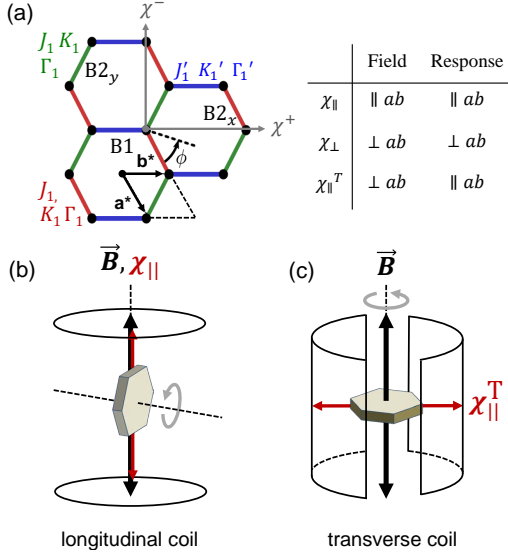 (a)
χ⁻
J₁ K₁
Γ₁
B2y
J₁′ K₁′ Γ₁′
B2x
χ⁺
B1
ϕ
b*
a*
J₁,
K₁ Γ₁
Field Response
χ∥ ∥ ab ∥ ab
χ⊥ ⊥ ab ⊥ ab
χ∥ᵀ ⊥ ab ∥ ab
(b) (c)
B⃗, χ||
B⃗
χ||ᵀ
longitudinal coil
transverse coil